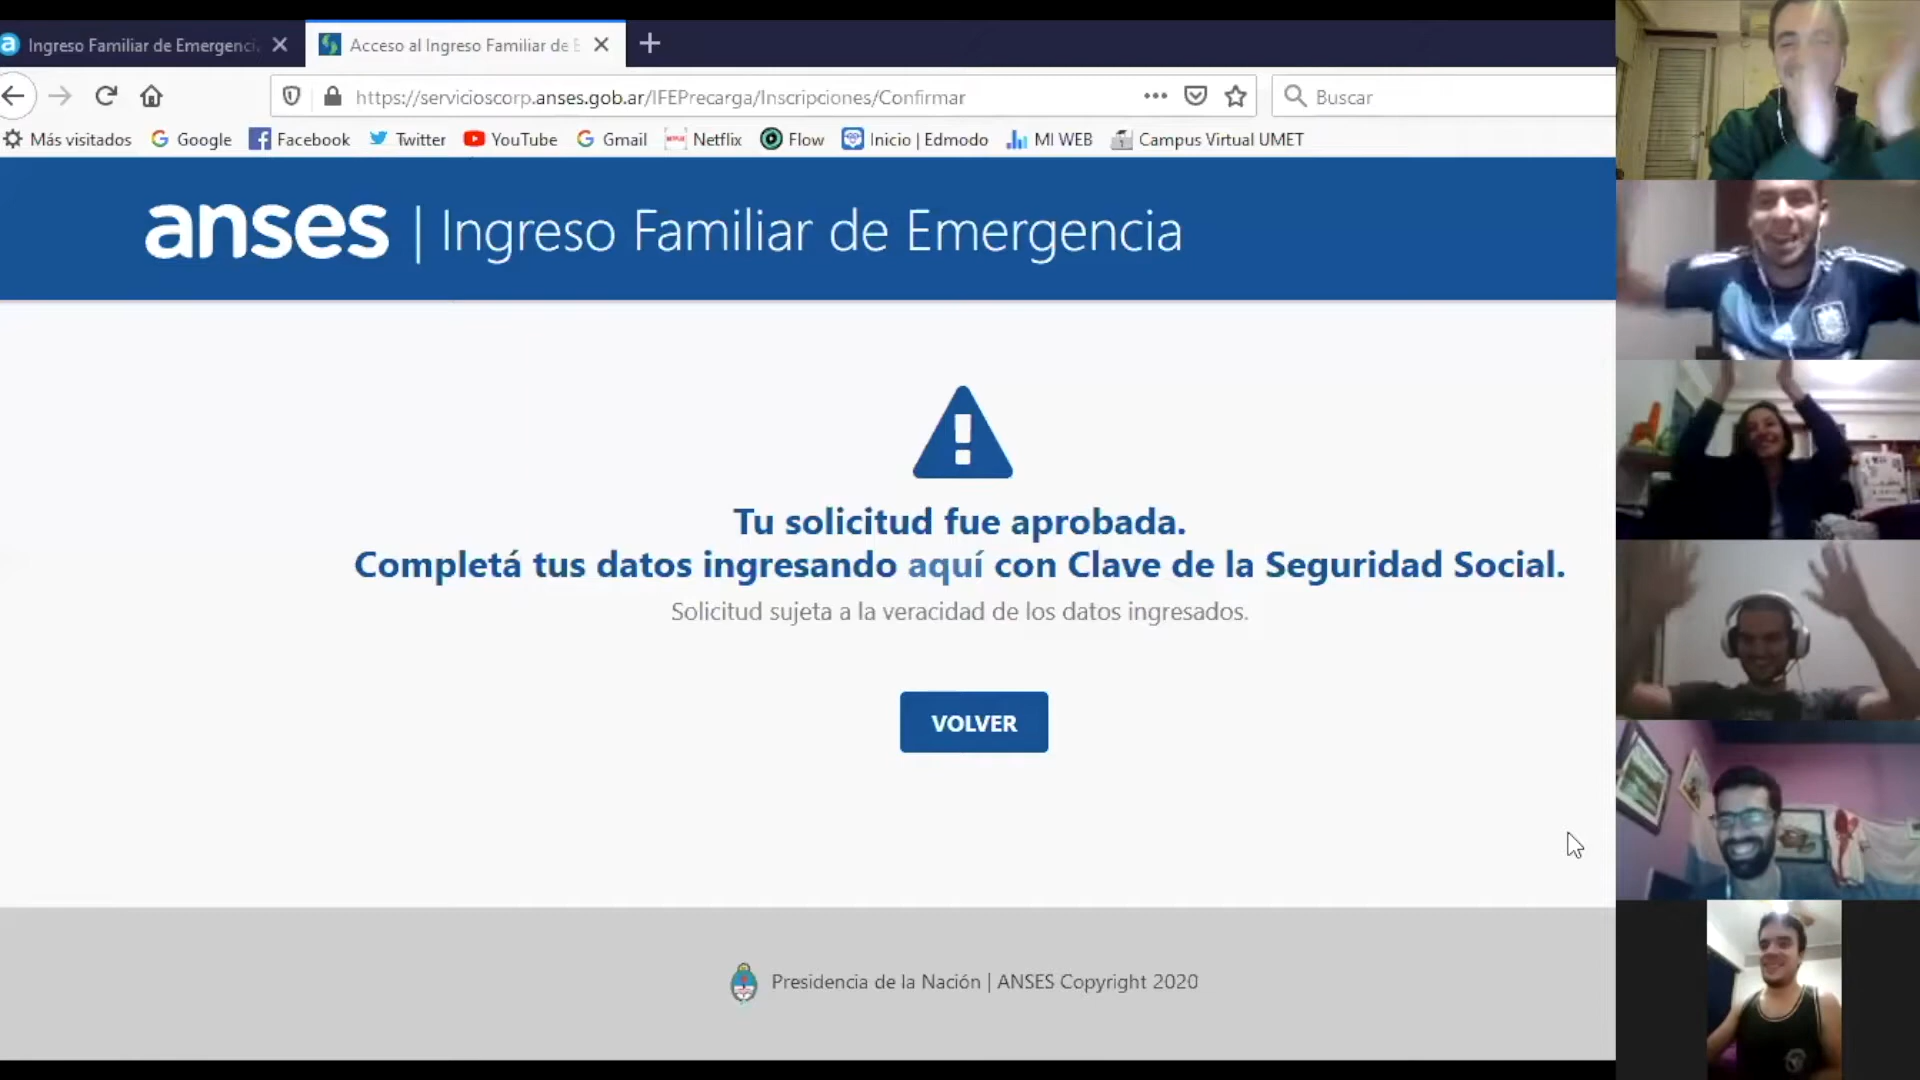 Ingreso Familiar de Emergenci
Acceso al Ingreso Familiar de E
https://servicioscorp.anses.gob.ar/IFEPrecarga/Inscripciones/Confirmar
Buscar
Más visitados Google Facebook Twitter YouTube Gmail NETFLIX Netflix Flow Inicio | Edmodo MI WEB Campus Virtual UMET
anses | Ingreso Familiar de Emergencia
Tu solicitud fue aprobada.
Completá tus datos ingresando aquí con Clave de la Seguridad Social.
Solicitud sujeta a la veracidad de los datos ingresados.
VOLVER
Presidencia de la Nación | ANSES Copyright 2020